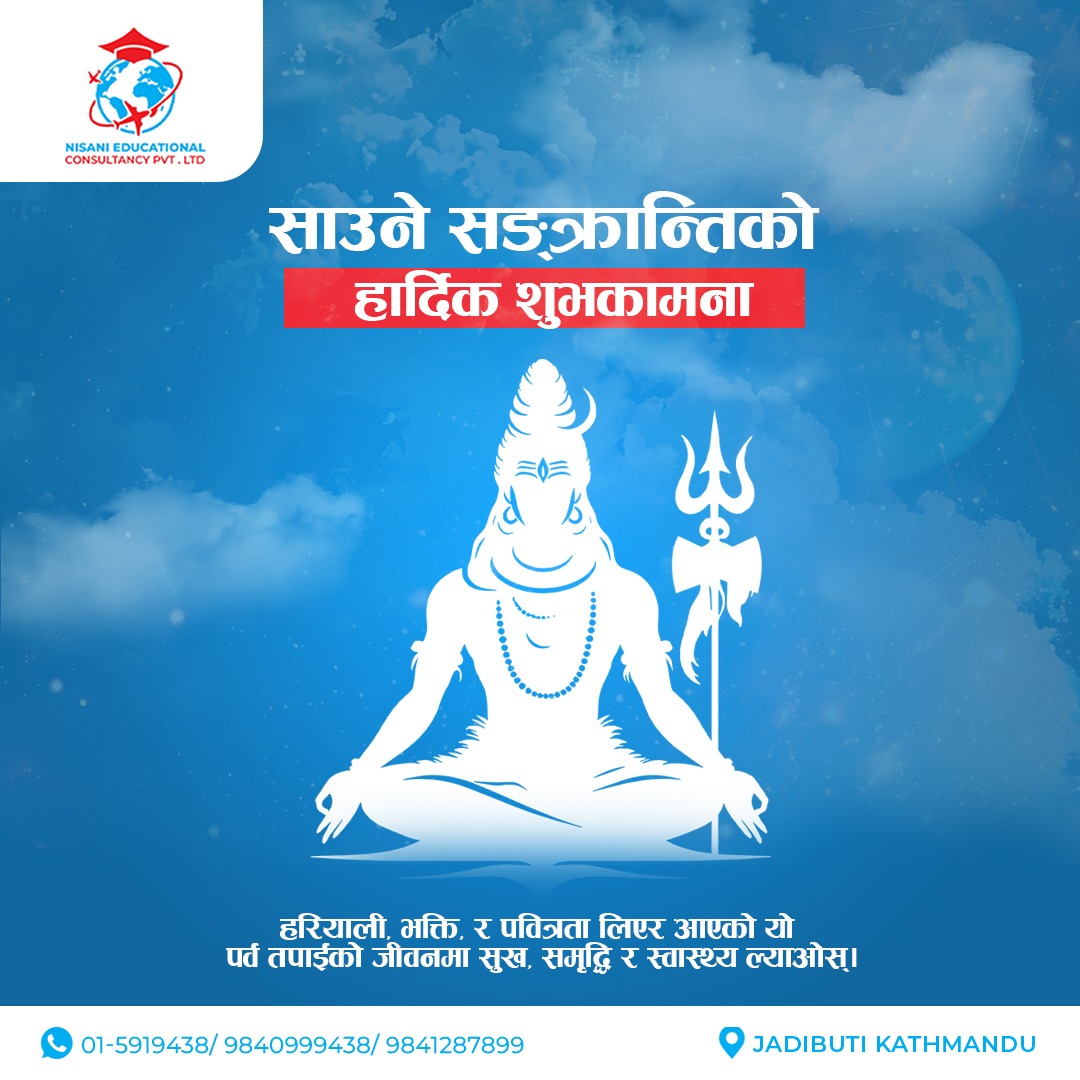 NISANI EDUCATIONAL
CONSULTANCY PVT . LTD
साउने सङ्क्रान्तिको
हार्दिक शुभकामना
हरियाली, भक्ति, र पवित्रता लिएर आएको यो
पर्व तपाईको जीवनमा सुख, समृद्धि र स्वास्थ्य ल्याओस्।
01-5919438/ 9840999438/ 9841287899
JADIBUTI KATHMANDU